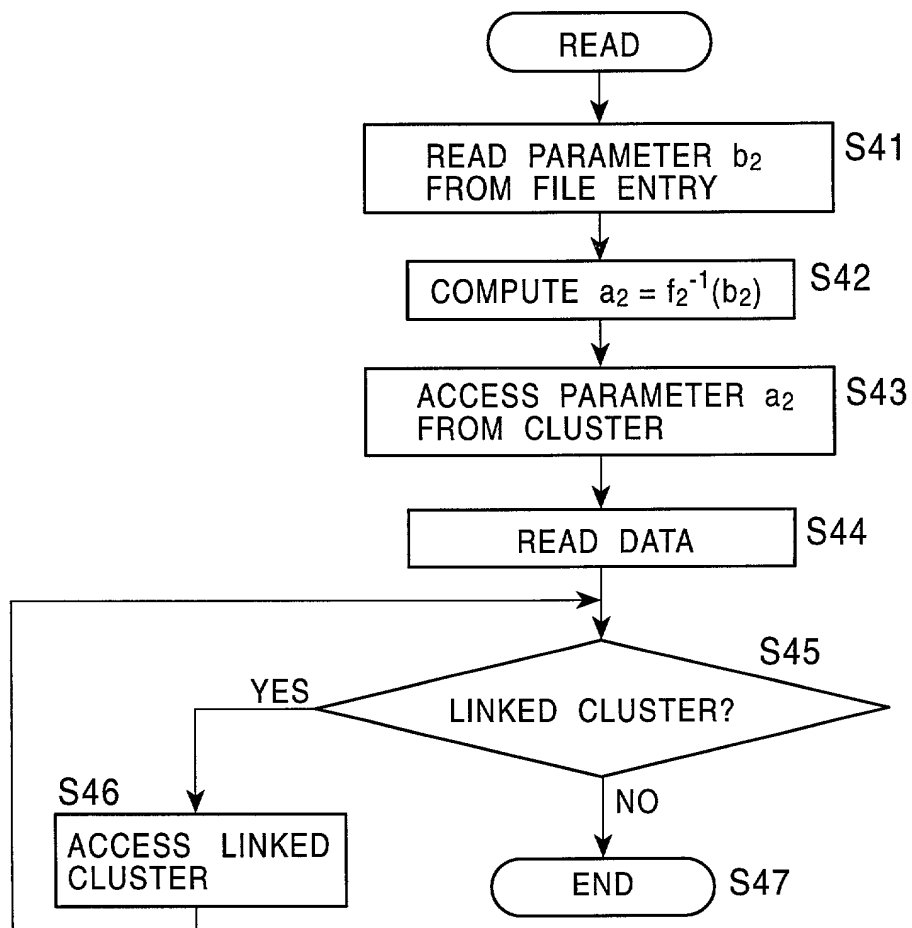 READ
READ PARAMETER b₂
FROM FILE ENTRY
S41
COMPUTE a₂ = f₂⁻¹(b₂)
S42
ACCESS PARAMETER a₂
FROM CLUSTER
S43
READ DATA
S44
S45
YES
LINKED CLUSTER?
S46
NO
ACCESS LINKED
CLUSTER
END
S47